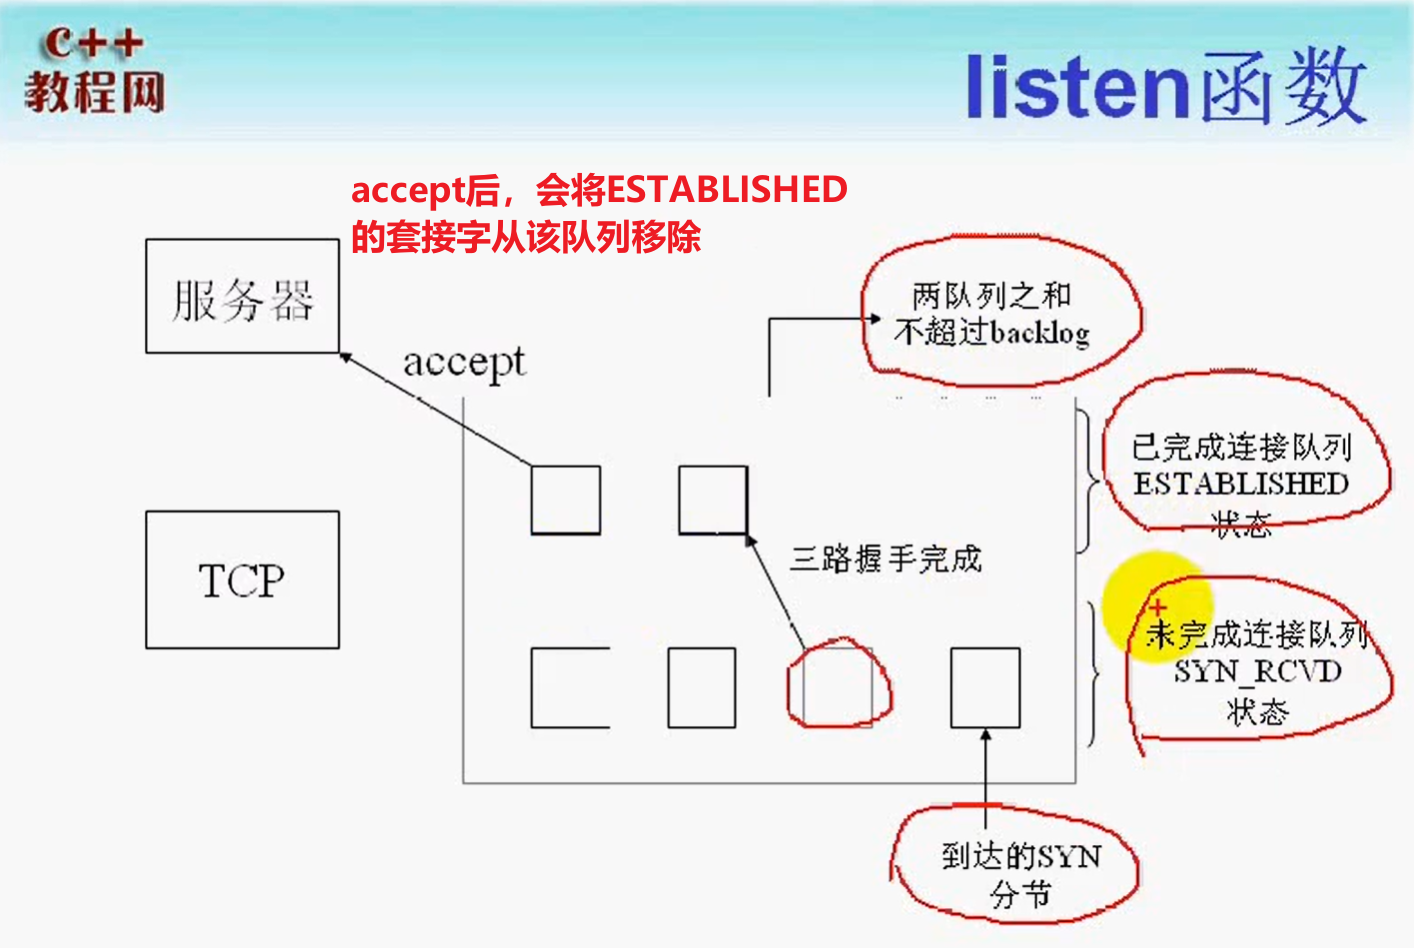 c++
教程网
listen函数
accept后，会将ESTABLISHED
的套接字从该队列移除
服务器
accept
两队列之和
不超过backlog
已完成连接队列
ESTABLISHED
状态
三路握手完成
TCP
未完成连接队列
SYN_RCVD
状态
到达的SYN
分节